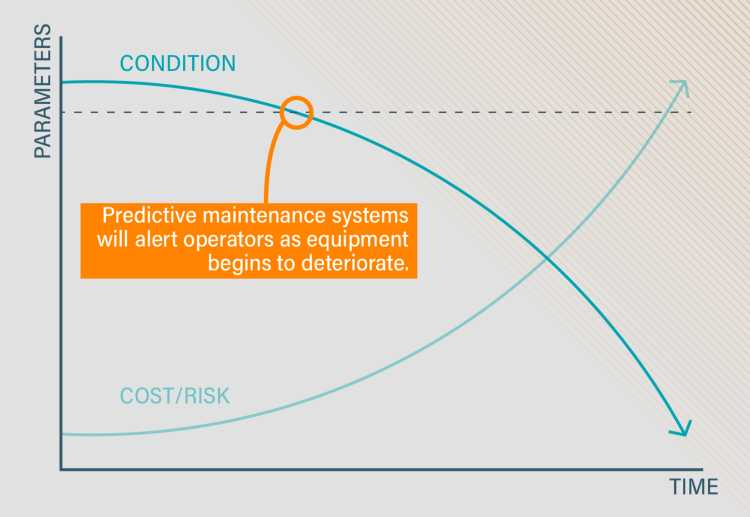 PARAMETERS
CONDITION
Predictive maintenance systems
will alert operators as equipment
begins to deteriorate.
COST/RISK
TIME